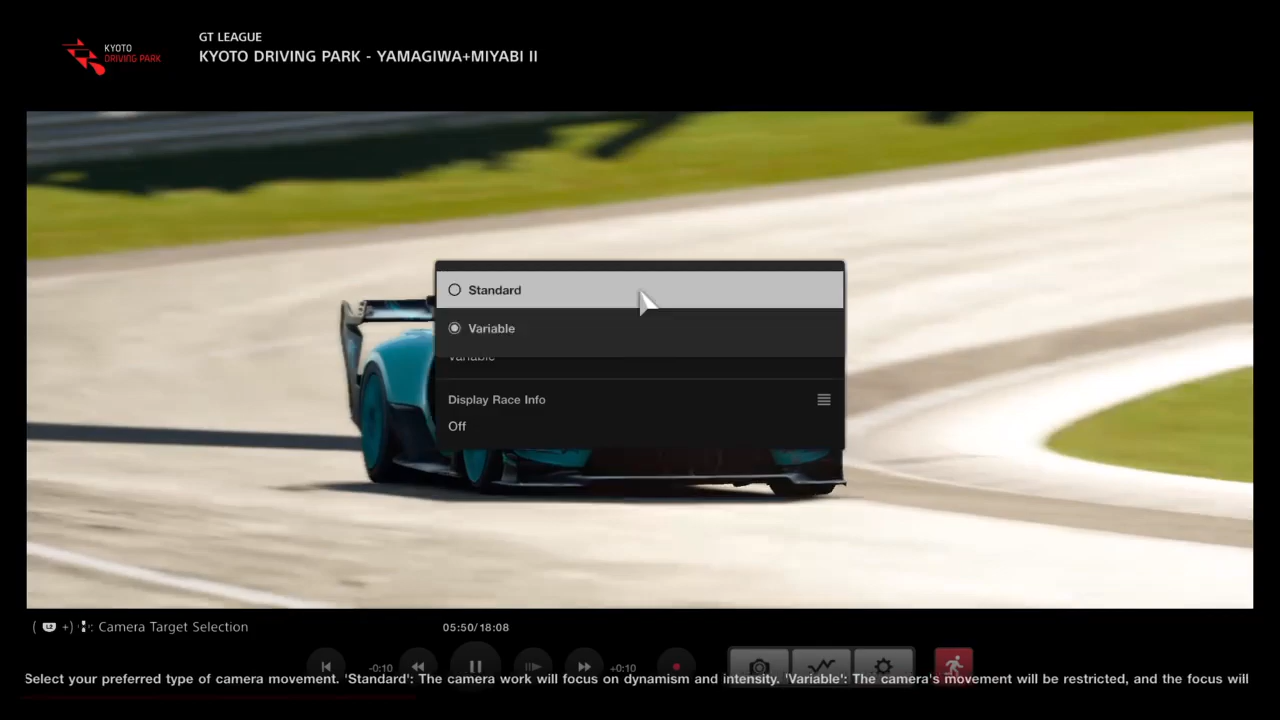 KYOTO
DRIVING PARK
GT LEAGUE
KYOTO DRIVING PARK - YAMAGIWA+MIYABI II
Standard
Variable
Variable
Display Race Info
Off
( L2 +) : Camera Target Selection
05:50/18:08
-0:10
+0:10
Select your preferred type of camera movement. 'Standard': The camera work will focus on dynamism and intensity. 'Variable': The camera's movement will be restricted, and the focus will